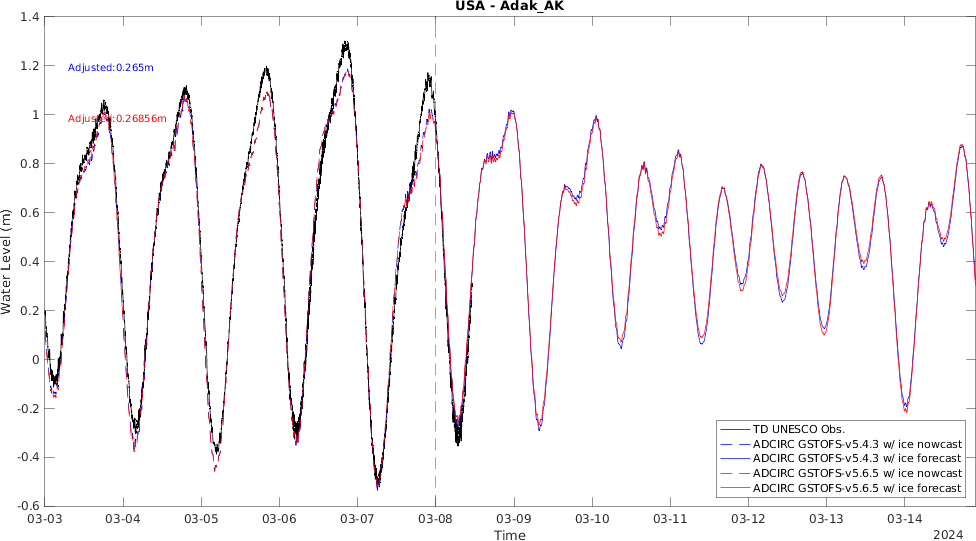 USA - Adak_AK
1.4
1.2
1
0.8
0.6
0.4
0.2
0
-0.2
-0.4
-0.6
Water Level (m)
Adjusted:0.265m
Adjusted:0.26856m
TD UNESCO Obs.
ADCIRC GSTOFS-v5.4.3 w/ ice nowcast
ADCIRC GSTOFS-v5.4.3 w/ ice forecast
ADCIRC GSTOFS-v5.6.5 w/ ice nowcast
ADCIRC GSTOFS-v5.6.5 w/ ice forecast
03-03 03-04 03-05 03-06 03-07 03-08 03-09 03-10 03-11 03-12 03-13 03-14
Time
2024